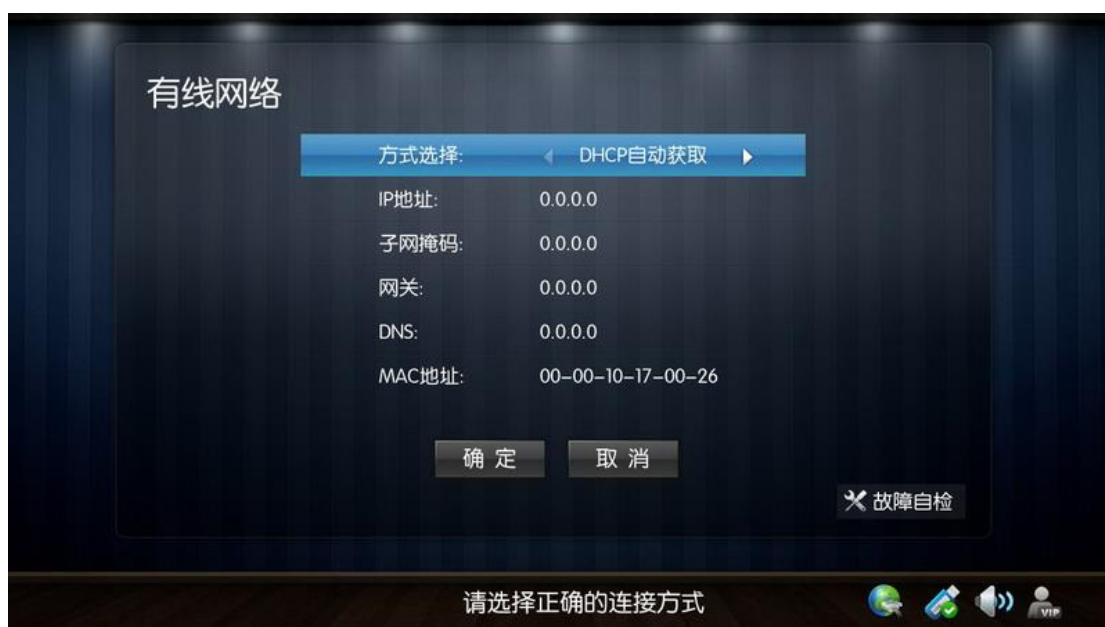 有线网络
方式选择: DHCP自动获取
IP地址: 0.0.0.0
子网掩码: 0.0.0.0
网关: 0.0.0.0
DNS: 0.0.0.0
MAC地址: 00-00-10-17-00-26
确 定 取 消
故障自检
请选择正确的连接方式
VIP